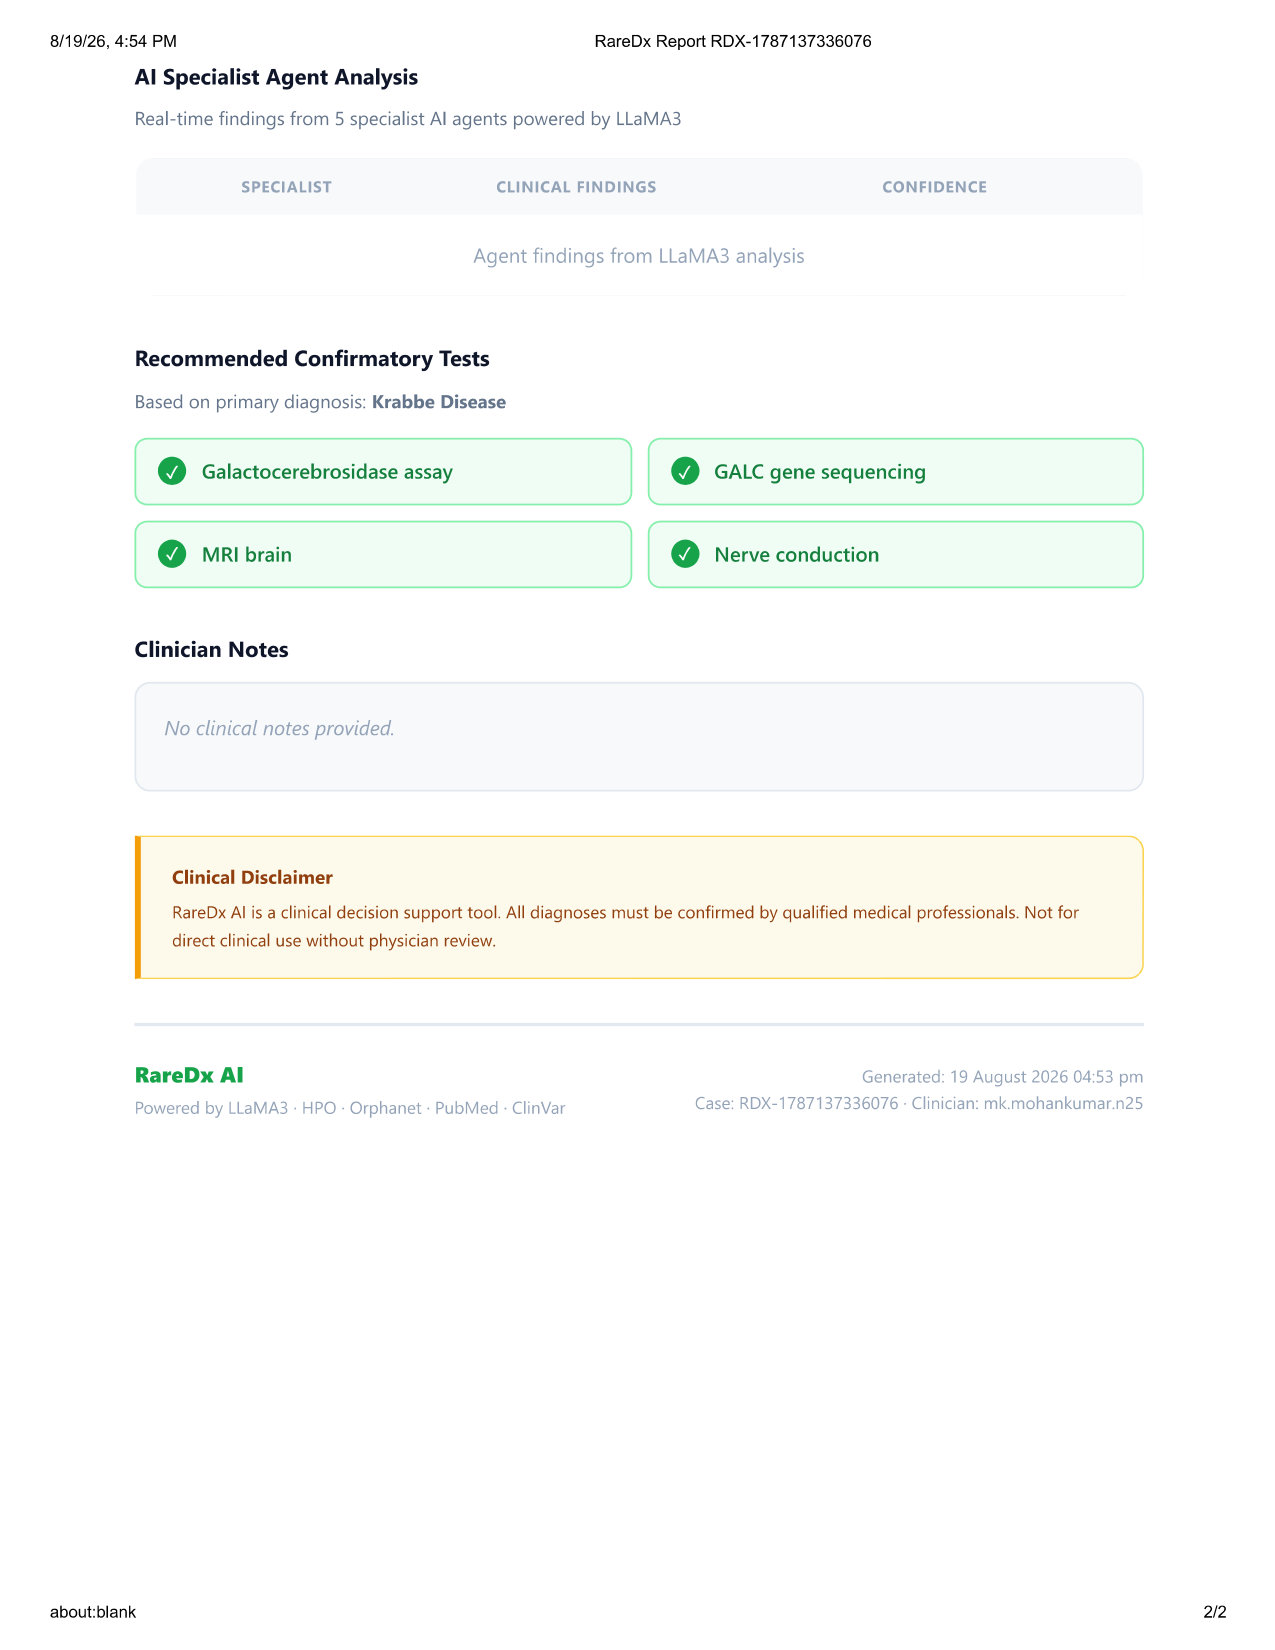 8/19/26, 4:54 PM RareDx Report RDX-1787137336076
AI Specialist Agent Analysis
Real-time findings from 5 specialist AI agents powered by LLaMA3
SPECIALIST CLINICAL FINDINGS CONFIDENCE
Agent findings from LLaMA3 analysis
Recommended Confirmatory Tests
Based on primary diagnosis: Krabbe Disease
✓ Galactocerebrosidase assay ✓ GALC gene sequencing
✓ MRI brain ✓ Nerve conduction
Clinician Notes
No clinical notes provided.
Clinical Disclaimer
RareDx AI is a clinical decision support tool. All diagnoses must be confirmed by qualified medical professionals. Not for
direct clinical use without physician review.
RareDx AI Generated: 19 August 2026 04:53 pm
Powered by LLaMA3 · HPO · Orphanet · PubMed · ClinVar Case: RDX-1787137336076 · Clinician: mk.mohankumar.n25
about:blank 2/2